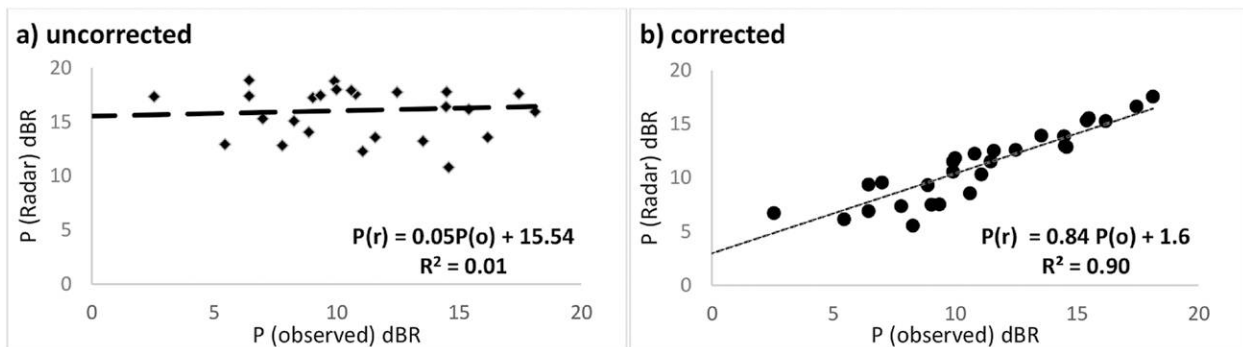 a) uncorrected
20
15
10
5
0
P (Radar) dBR
P(r) = 0.05P(o) + 15.54
R² = 0.01
0 5 10 15 20
P (observed) dBR
b) corrected
20
15
10
5
0
P (Radar) dBR
P(r) = 0.84 P(o) + 1.6
R² = 0.90
0 5 10 15 20
P (observed) dBR